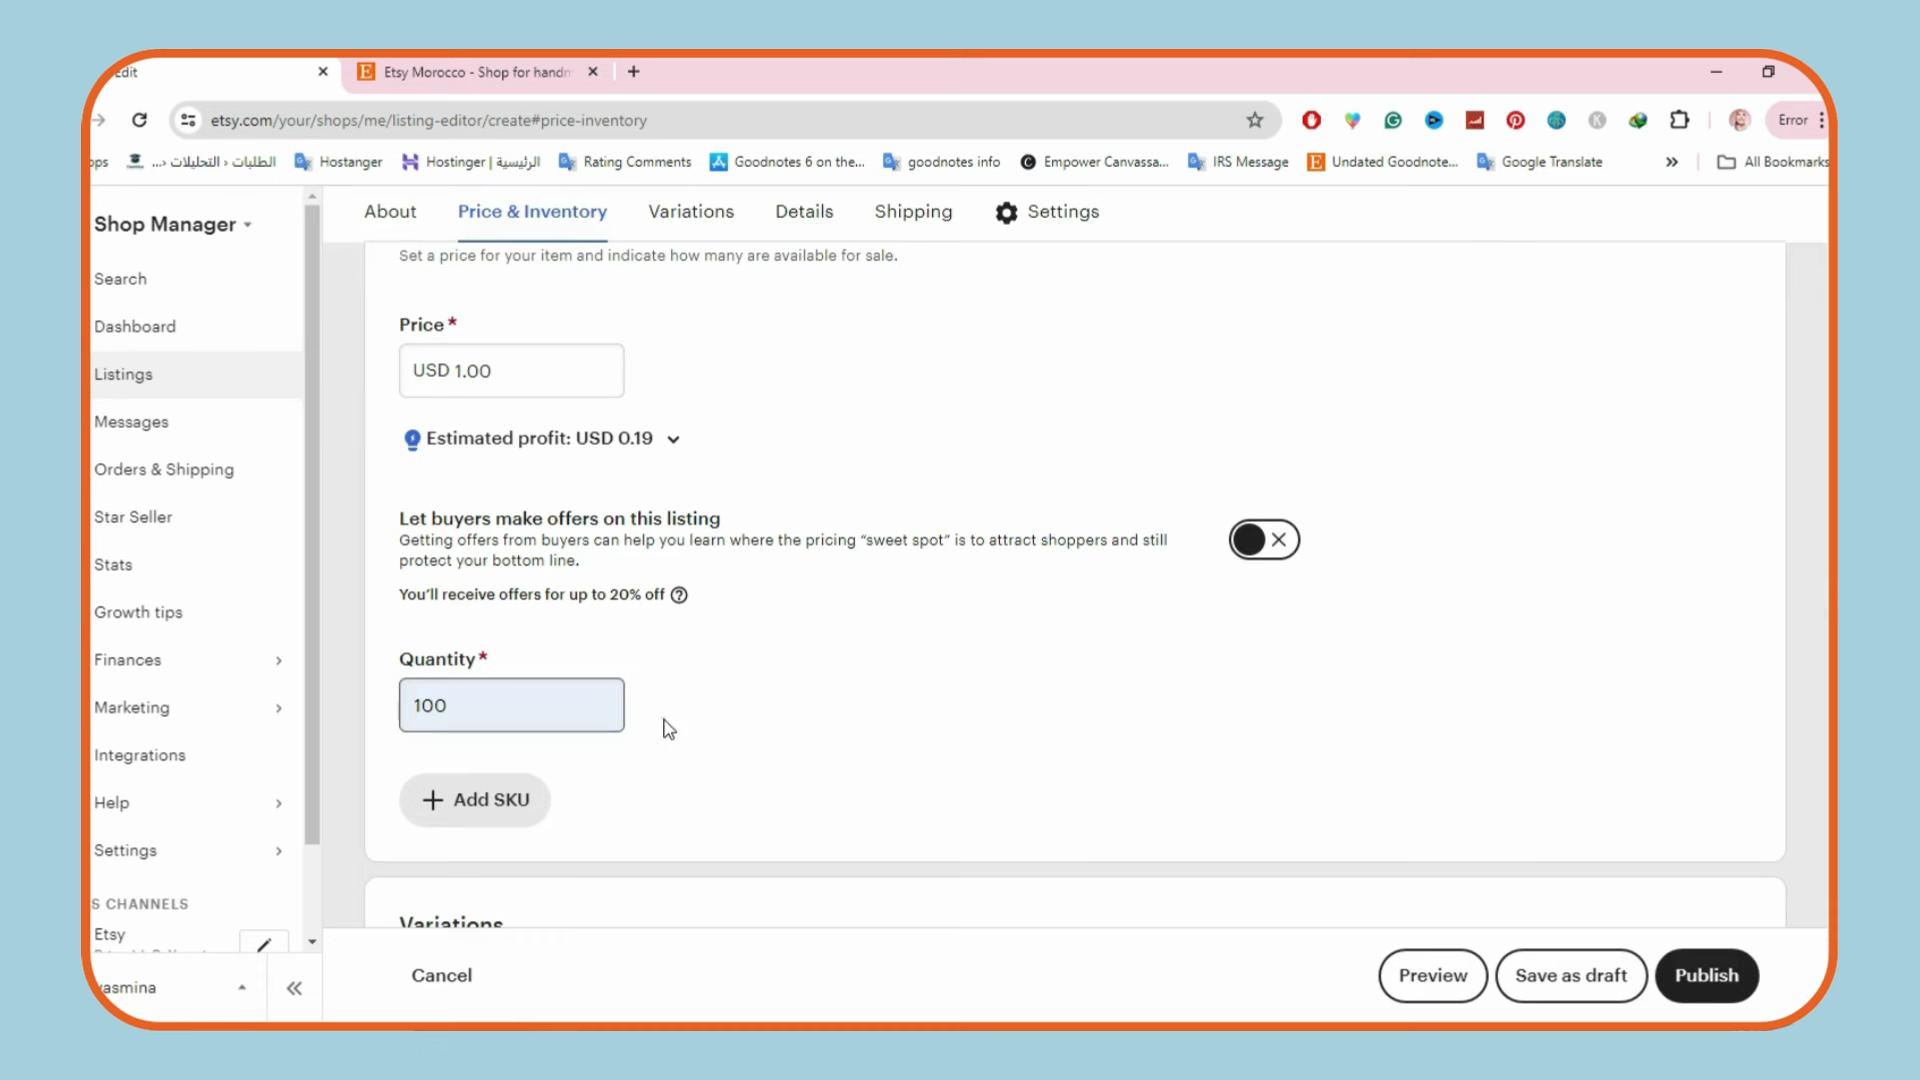 Edit
Etsy Morocco - Shop for handm
etsy.com/your/shops/me/listing-editor/create#price-inventory
Error
ops
الطلبات ‹ التحليلات ‹...
Hostanger
Hostinger | الرئيسية
Rating Comments
Goodnotes 6 on the...
goodnotes info
Empower Canvassa...
IRS Message
Undated Goodnote...
Google Translate
All Bookmarks
Shop Manager
Search
Dashboard
Listings
Messages
Orders & Shipping
Star Seller
Stats
Growth tips
Finances
Marketing
Integrations
Help
Settings
S CHANNELS
Etsy
yasmina
About
Price & Inventory
Variations
Details
Shipping
Settings
Set a price for your item and indicate how many are available for sale.
Price*
USD 1.00
Estimated profit: USD 0.19
Let buyers make offers on this listing
Getting offers from buyers can help you learn where the pricing “sweet spot” is to attract shoppers and still
protect your bottom line.
You’ll receive offers for up to 20% off
Quantity*
100
+ Add SKU
Variations
Cancel
Preview
Save as draft
Publish